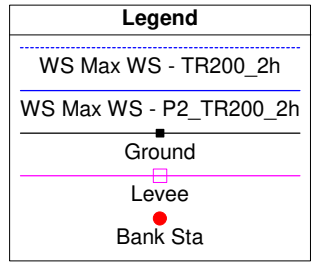 Legend
WS Max WS - TR200_2h
WS Max WS - P2_TR200_2h
Ground
Levee
Bank Sta